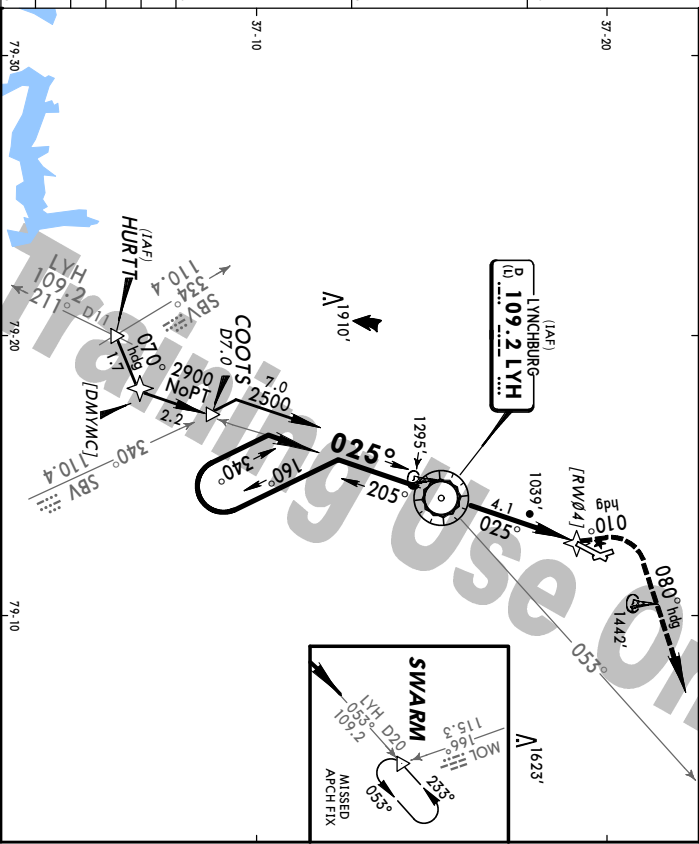 37-10
37-20
79-30
79-20
79-10
Training Use On
(IAF)
HURTT
LYH
109.2
211°
D11
SBV
334°
110.4
070°
hdg
1.7
[DMYMC]
2900
NoPT
2.2
COOTS
D7.0
7.0
2500
340°
SBV
110.4
1910'
340°
160°
025°
205°
1295'
(IAF)
LYNCHBURG
D
(L)
109.2 LYH
4.1
025°
1039'
[RWØ4]
010°
hdg
080° hdg
1442'
053°
1623'
SWARM
LYH D20
053°
109.2
MOL
166°
115.3
233°
053°
MISSED
APCH FIX